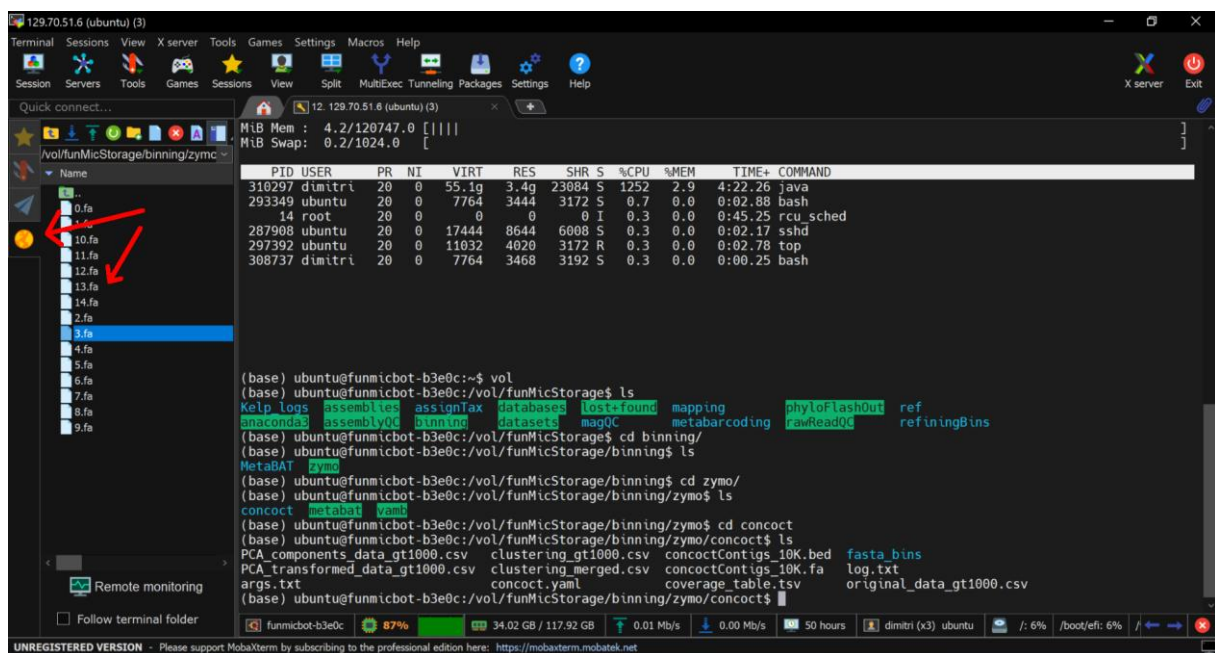 129.70.51.6 (ubuntu) (3)
Terminal Sessions View X server Tools Games Settings Macros Help
Session Servers Tools Games Sessions View Split MultiExec Tunneling Packages Settings Help X server Exit
Quick connect...
12. 129.70.51.6 (ubuntu) (3)
/vol/funMicStorage/binning/zymo
Name
..
0.fa
1.fa
10.fa
11.fa
12.fa
13.fa
14.fa
2.fa
3.fa
4.fa
5.fa
6.fa
7.fa
8.fa
9.fa
Remote monitoring
Follow terminal folder
MiB Mem : 4.2/120747.0 [||||     ]
MiB Swap: 0.2/1024.0 [     ]
PID USER PR NI VIRT RES SHR S %CPU %MEM TIME+ COMMAND
310297 dimitri 20 0 55.1g 3.4g 23084 S 1252 2.9 4:22.26 java
293349 ubuntu 20 0 7764 3444 3172 S 0.7 0.0 0:02.88 bash
14 root 20 0 0 0 0 I 0.3 0.0 0:45.25 rcu_sched
287908 ubuntu 20 0 17444 8644 6008 S 0.3 0.0 0:02.17 sshd
297392 ubuntu 20 0 11032 4020 3172 R 0.3 0.0 0:02.78 top
308737 dimitri 20 0 7764 3468 3192 S 0.3 0.0 0:00.25 bash
(base) ubuntu@funmicbot-b3e0c:~$ vol
(base) ubuntu@funmicbot-b3e0c:/vol/funMicStorage$ ls
Kelp_logs assemblies assignTax databases lost+found mapping phyloFlashOut ref
anaconda3 assemblyQC binning datasets magQC metabarcoding rawReadQC refiningBins
(base) ubuntu@funmicbot-b3e0c:/vol/funMicStorage$ cd binning/
(base) ubuntu@funmicbot-b3e0c:/vol/funMicStorage/binning$ ls
MetaBAT zymo
(base) ubuntu@funmicbot-b3e0c:/vol/funMicStorage/binning$ cd zymo/
(base) ubuntu@funmicbot-b3e0c:/vol/funMicStorage/binning/zymo$ ls
concoct metabat vamb
(base) ubuntu@funmicbot-b3e0c:/vol/funMicStorage/binning/zymo$ cd concoct
(base) ubuntu@funmicbot-b3e0c:/vol/funMicStorage/binning/zymo/concoct$ ls
PCA_components_data_gt1000.csv clustering_gt1000.csv concoctContigs_10K.bed fasta_bins
PCA_transformed_data_gt1000.csv clustering_merged.csv concoctContigs_10K.fa log.txt
args.txt concoct.yaml coverage_table.tsv original_data_gt1000.csv
(base) ubuntu@funmicbot-b3e0c:/vol/funMicStorage/binning/zymo/concoct$
funmicbot-b3e0c 87% 34.02 GB / 117.92 GB 0.01 Mb/s 0.00 Mb/s 50 hours dimitri (x3) ubuntu /: 6% /boot/efi: 6% /
UNREGISTERED VERSION - Please support MobaXterm by subscribing to the professional edition here: https://mobaxterm.mobatek.net